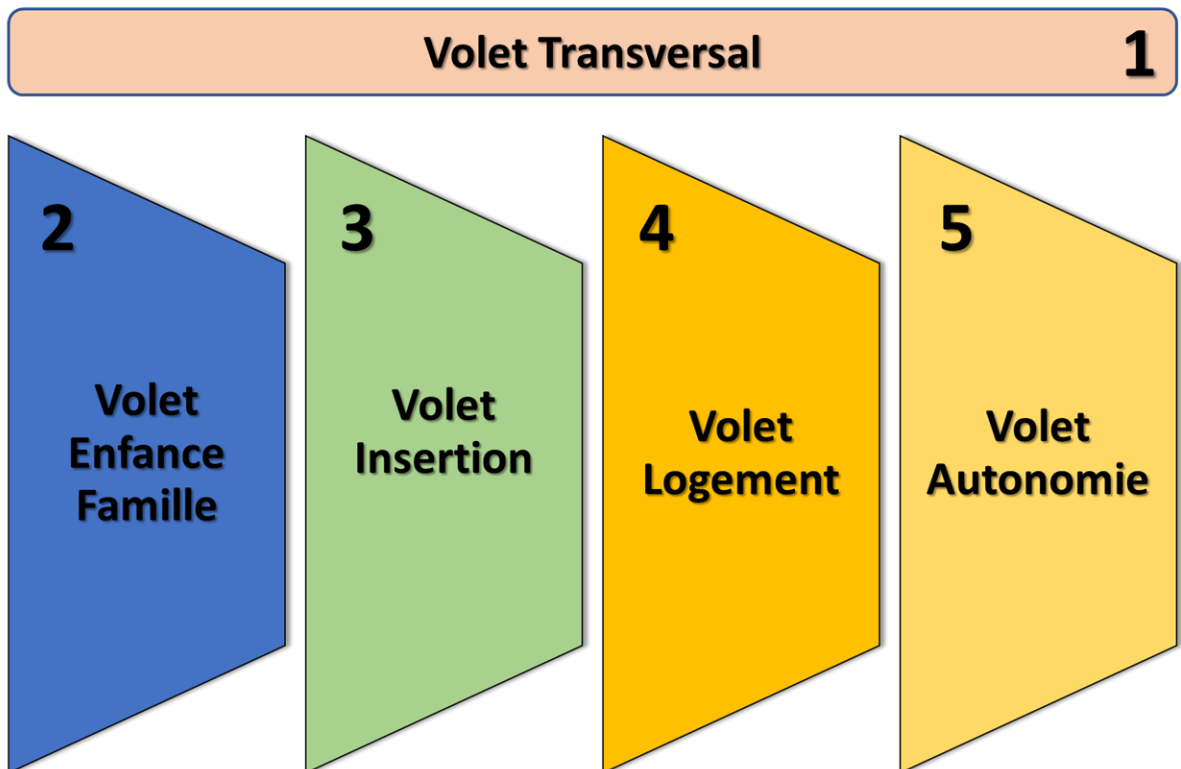 Volet Transversal 1
2
Volet
Enfance
Famille
3
Volet
Insertion
4
Volet
Logement
5
Volet
Autonomie